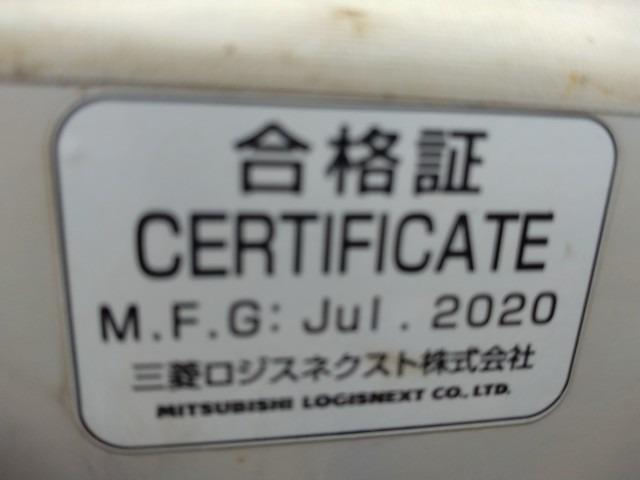 合格証
CERTIFICATE
M.F.G: Jul. 2020
三菱ロジスネクスト株式会社
MITSUBISHI LOGISNEXT CO., LTD.